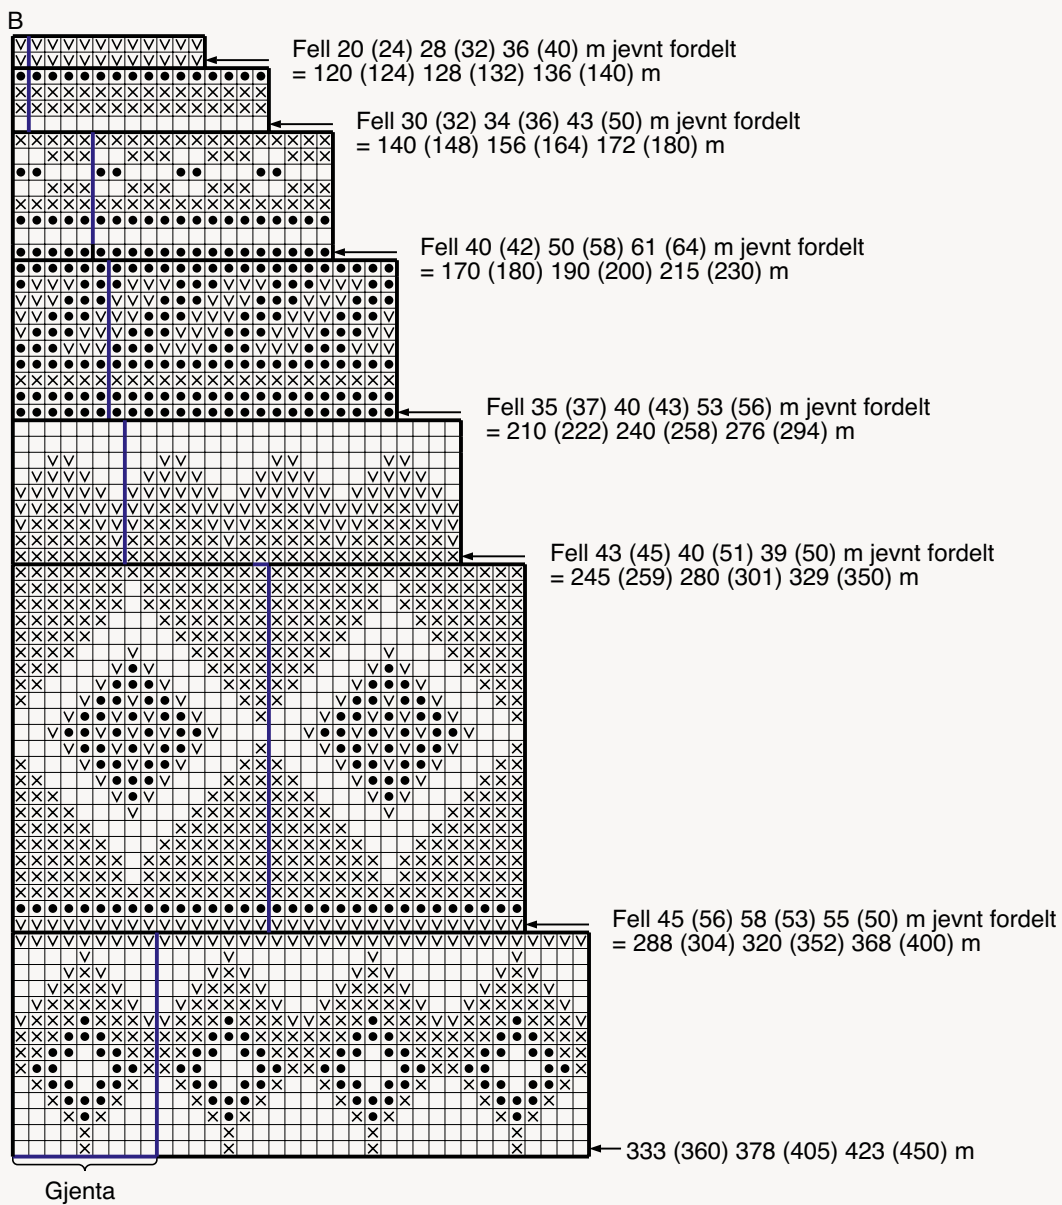 B
Fell 20 (24) 28 (32) 36 (40) m jevnt fordelt
= 120 (124) 128 (132) 136 (140) m
Fell 30 (32) 34 (36) 43 (50) m jevnt fordelt
= 140 (148) 156 (164) 172 (180) m
Fell 40 (42) 50 (58) 61 (64) m jevnt fordelt
= 170 (180) 190 (200) 215 (230) m
Fell 35 (37) 40 (43) 53 (56) m jevnt fordelt
= 210 (222) 240 (258) 276 (294) m
Fell 43 (45) 40 (51) 39 (50) m jevnt fordelt
= 245 (259) 280 (301) 329 (350) m
Fell 45 (56) 58 (53) 55 (50) m jevnt fordelt
= 288 (304) 320 (352) 368 (400) m
333 (360) 378 (405) 423 (450) m
Gjenta